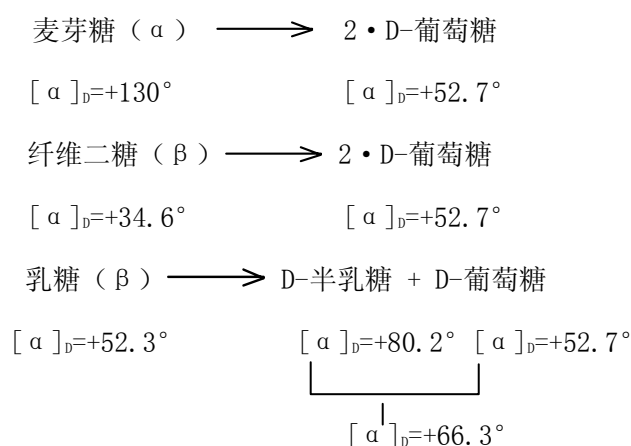 麦芽糖（α） ⟶ 2·D-葡萄糖
[α]D=+130° [α]D=+52.7°
纤维二糖（β） ⟶ 2·D-葡萄糖
[α]D=+34.6° [α]D=+52.7°
乳糖（β） ⟶ D-半乳糖 + D-葡萄糖
[α]D=+52.3° [α]D=+80.2° [α]D=+52.7°
[α]D=+66.3°